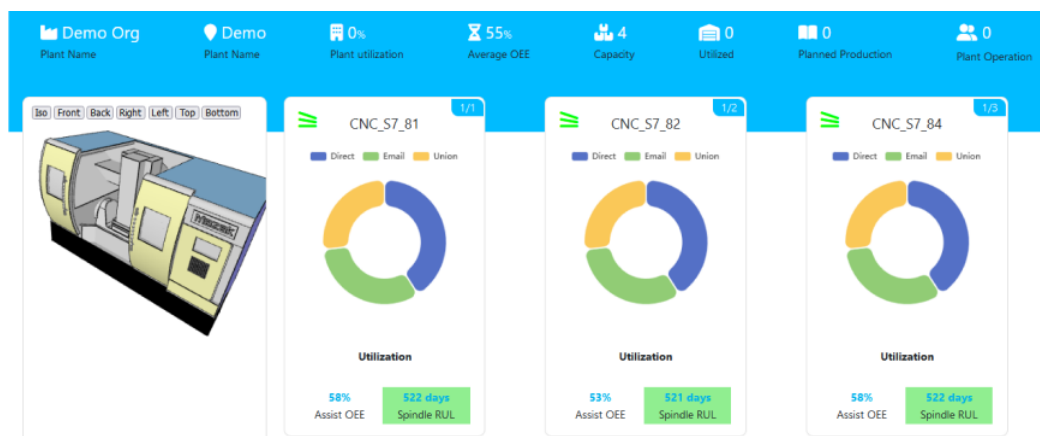 Demo Org
Plant Name
Demo
Plant Name
0%
Plant utilization
55%
Average OEE
4
Capacity
0
Utilized
0
Planned Production
0
Plant Operation
Iso Front Back Right Left Top Bottom
Mazak
1/1
CNC_S7_81
Direct Email Union
Utilization
58%
Assist OEE
522 days
Spindle RUL
1/2
CNC_S7_82
Direct Email Union
Utilization
53%
Assist OEE
521 days
Spindle RUL
1/3
CNC_S7_84
Direct Email Union
Utilization
58%
Assist OEE
522 days
Spindle RUL